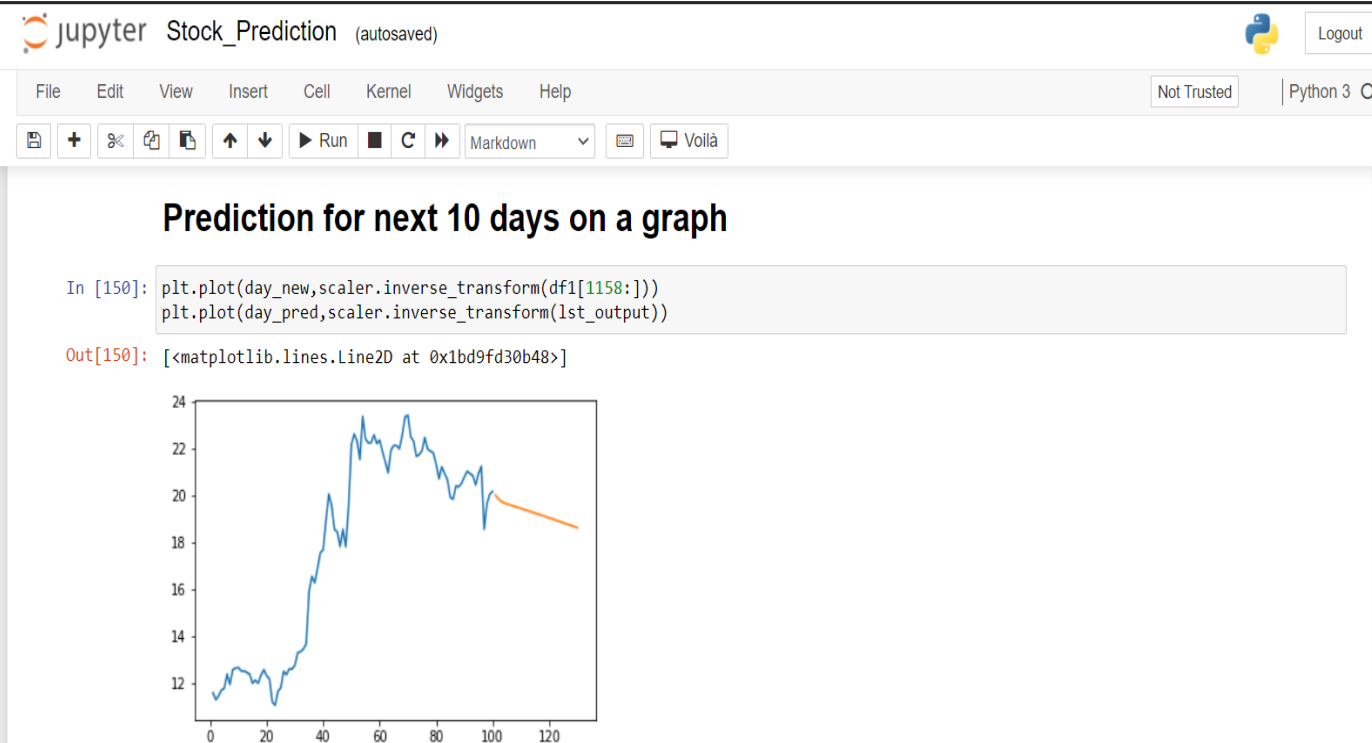 jupyter Stock_Prediction (autosaved) Logout
File Edit View Insert Cell Kernel Widgets Help Not Trusted Python 3
Run Markdown Voilà
Prediction for next 10 days on a graph
In [150]: plt.plot(day_new,scaler.inverse_transform(df1[1158:]))
plt.plot(day_pred,scaler.inverse_transform(lst_output))
Out[150]: [<matplotlib.lines.Line2D at 0x1bd9fd30b48>]
24
22
20
18
16
14
12
0 20 40 60 80 100 120